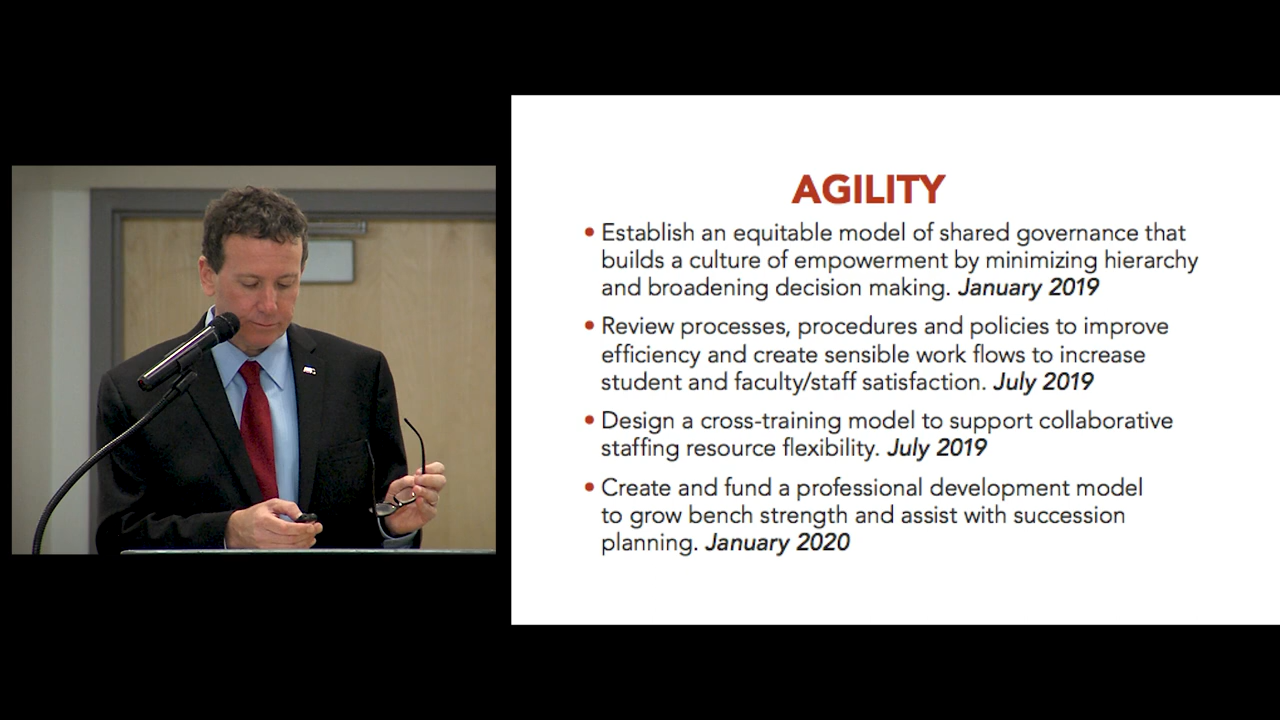 AGILITY
• Establish an equitable model of shared governance that
builds a culture of empowerment by minimizing hierarchy
and broadening decision making. January 2019
• Review processes, procedures and policies to improve
efficiency and create sensible work flows to increase
student and faculty/staff satisfaction. July 2019
• Design a cross-training model to support collaborative
staffing resource flexibility. July 2019
• Create and fund a professional development model
to grow bench strength and assist with succession
planning. January 2020